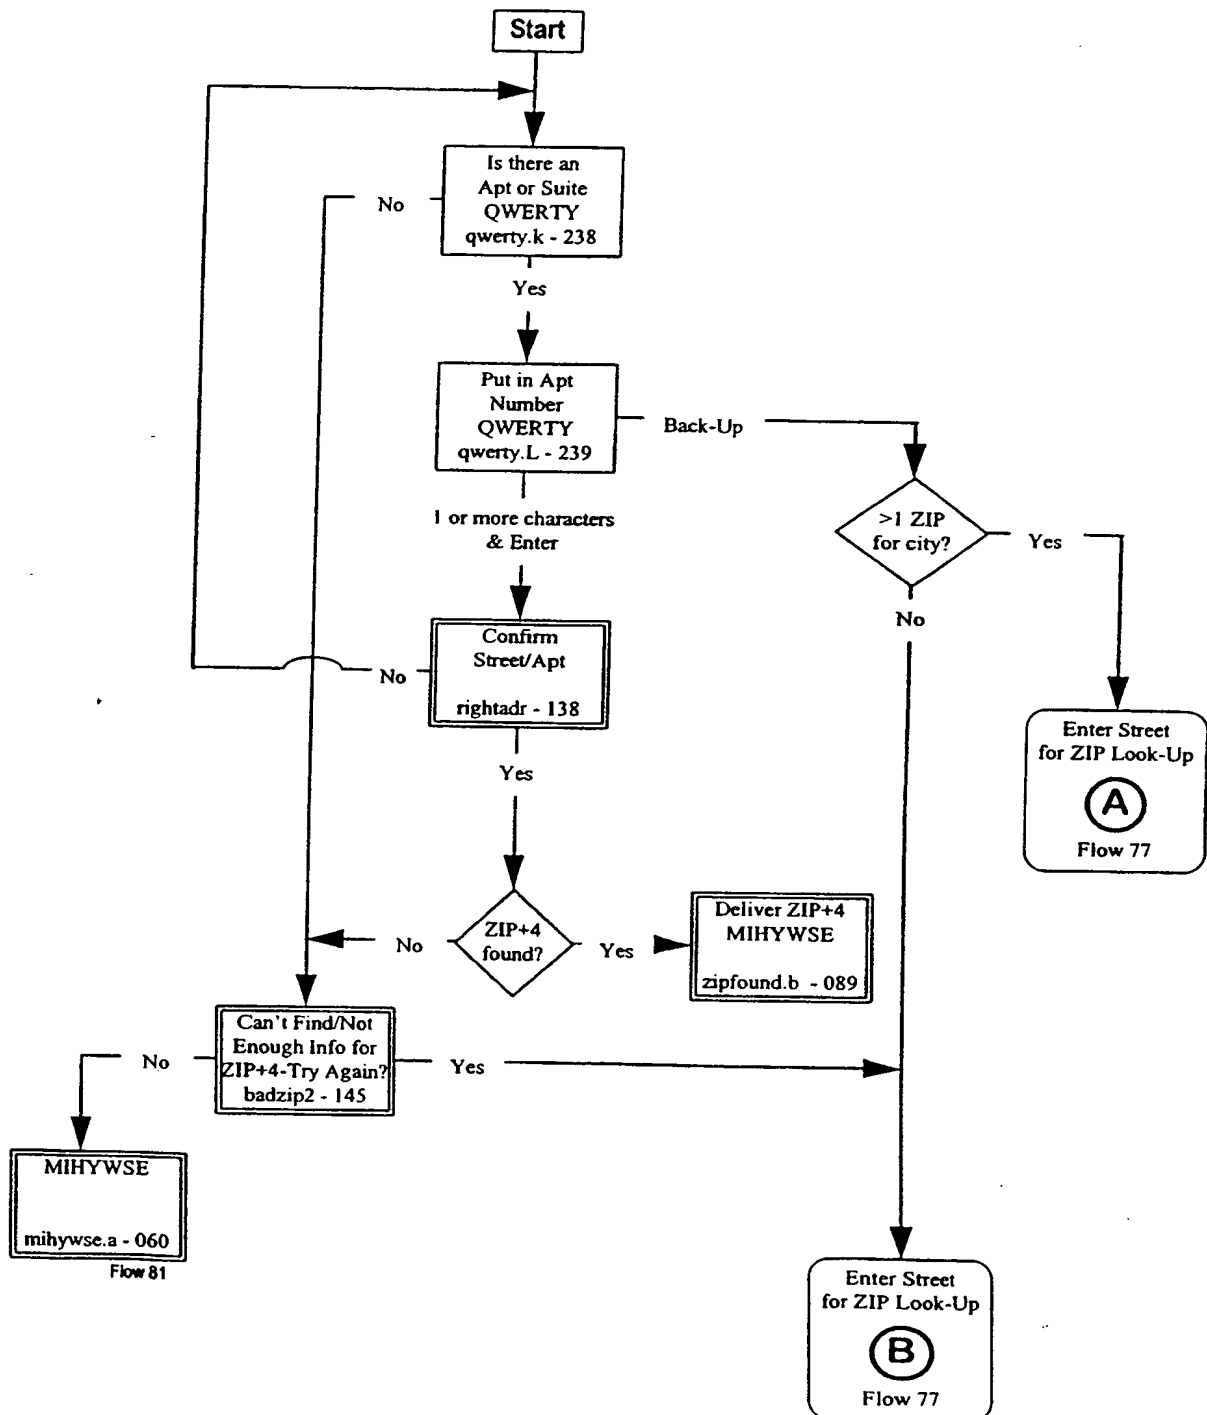 Start
Is there an
Apt or Suite
QWERTY
qwerty.k - 238
No
Yes
Put in Apt
Number
QWERTY
qwerty.L - 239
Back-Up
1 or more characters
& Enter
>1 ZIP
for city?
Yes
No
Confirm
Street/Apt
rightadr - 138
No
Yes
Enter Street
for ZIP Look-Up
A
Flow 77
ZIP+4
found?
No
Yes
Deliver ZIP+4
MIHYWSE
zipfound.b - 089
Can't Find/Not
Enough Info for
ZIP+4-Try Again?
badzip2 - 145
No
Yes
MIHYWSE
mihywse.a - 060
Flow 81
Enter Street
for ZIP Look-Up
B
Flow 77